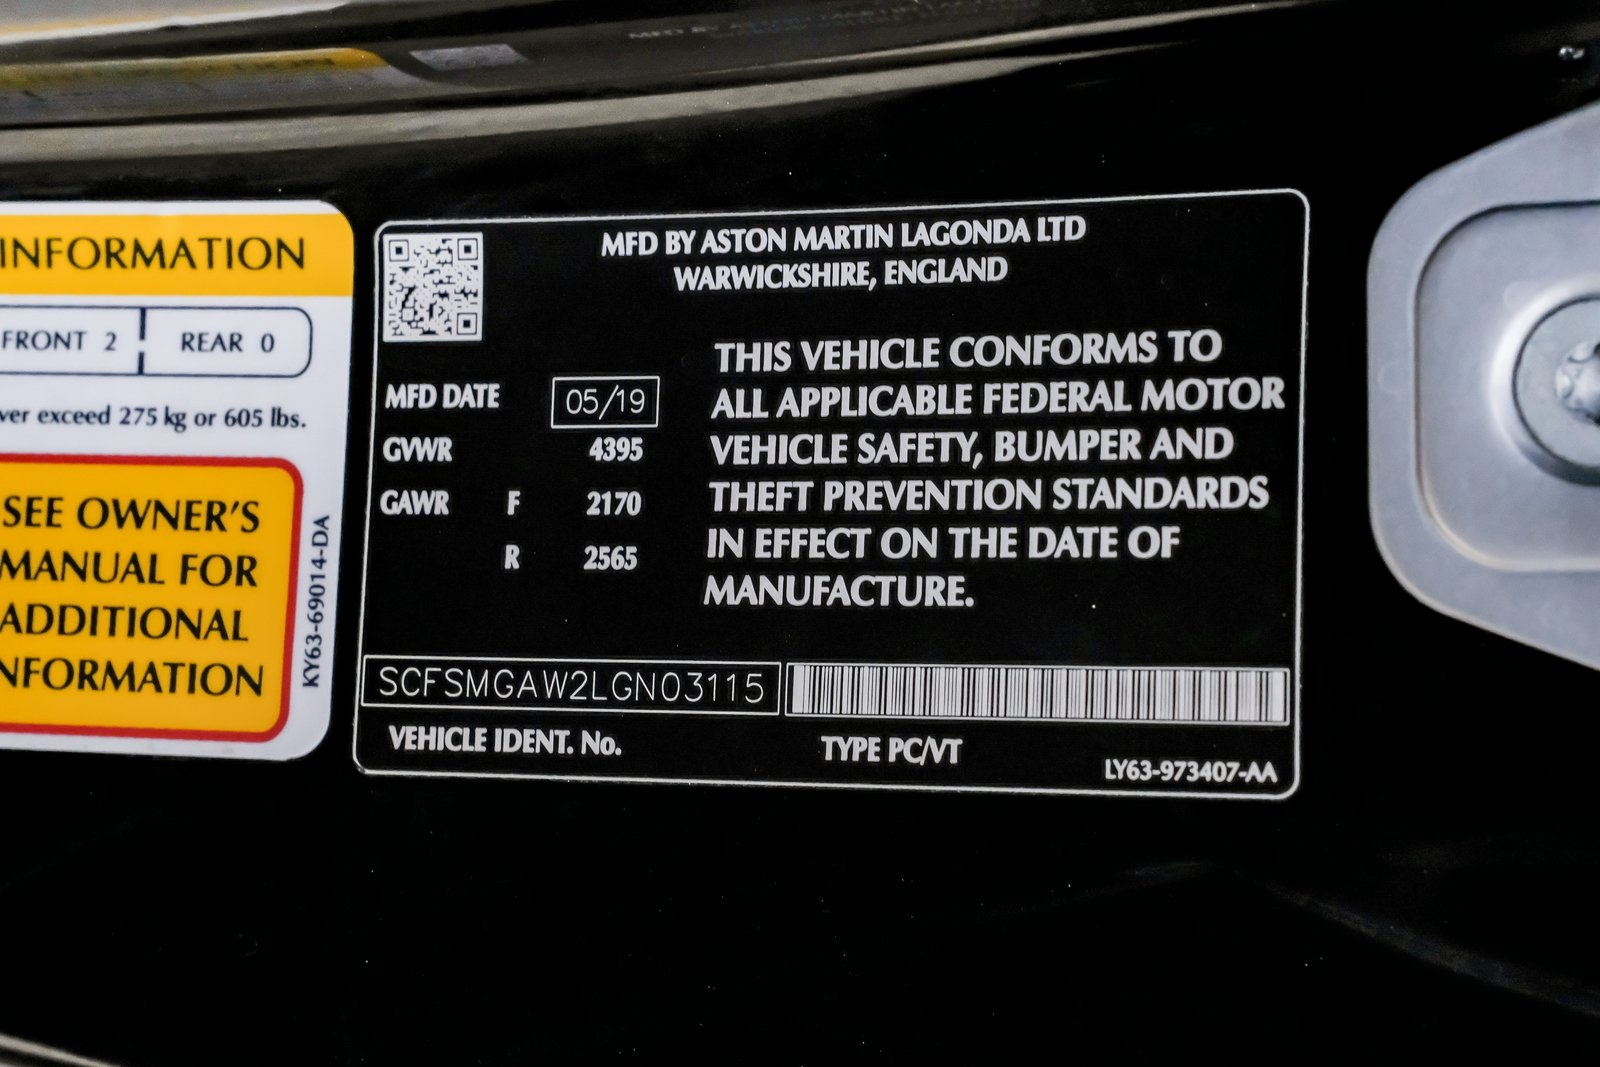 INFORMATION
FRONT 2
REAR 0
exceed 275 kg or 605 lbs.
SEE OWNER'S
MANUAL FOR
ADDITIONAL
NFORMATION
KY63-69014-DA
MFD BY ASTON MARTIN LAGONDA LTD
WARWICKSHIRE, ENGLAND
MFD DATE 05/19
GVWR 4395
GAWR F 2170
R 2565
THIS VEHICLE CONFORMS TO
ALL APPLICABLE FEDERAL MOTOR
VEHICLE SAFETY, BUMPER AND
THEFT PREVENTION STANDARDS
IN EFFECT ON THE DATE OF
MANUFACTURE.
SCFSMGAW2LGN03115
VEHICLE IDENT. No.
TYPE PC/VT
LY63-973407-AA